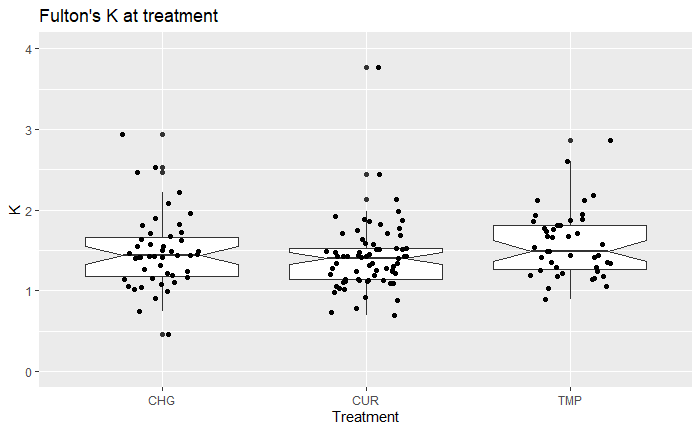 Fulton's K at treatment
4
3
2
1
0
K
CHG CUR TMP
Treatment